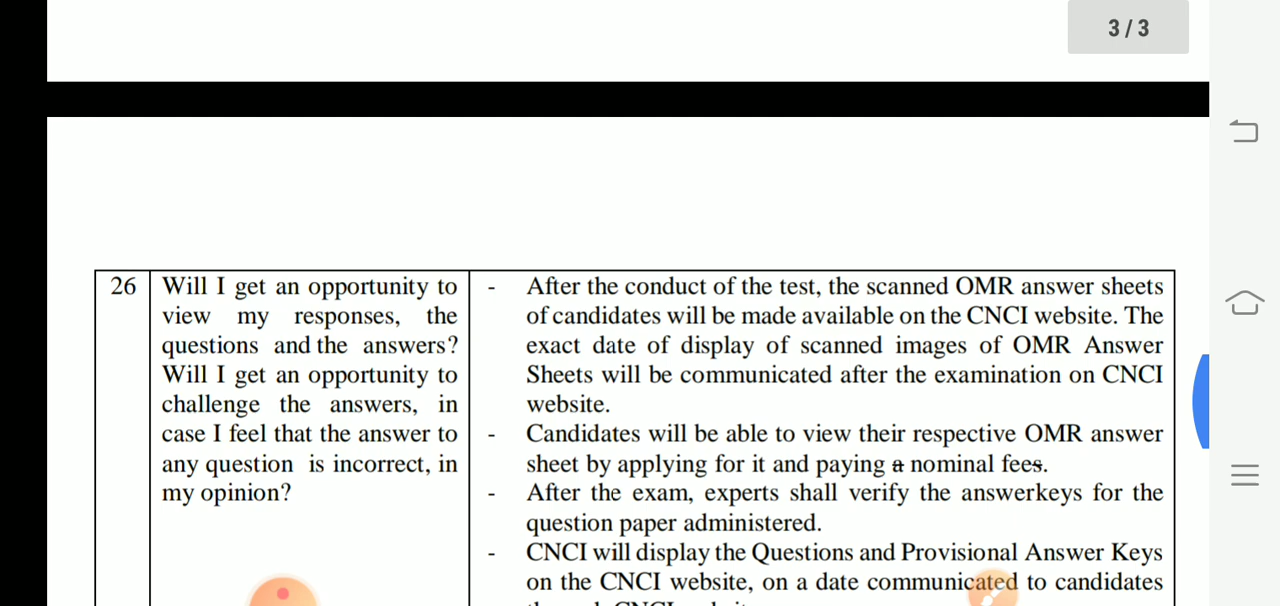 3 / 3
26
Will I get an opportunity to
view my responses, the
questions and the answers?
Will I get an opportunity to
challenge the answers, in
case I feel that the answer to
any question is incorrect, in
my opinion?
- After the conduct of the test, the scanned OMR answer sheets
of candidates will be made available on the CNCI website. The
exact date of display of scanned images of OMR Answer
Sheets will be communicated after the examination on CNCI
website.
- Candidates will be able to view their respective OMR answer
sheet by applying for it and paying a nominal fees.
- After the exam, experts shall verify the answerkeys for the
question paper administered.
- CNCI will display the Questions and Provisional Answer Keys
on the CNCI website, on a date communicated to candidates